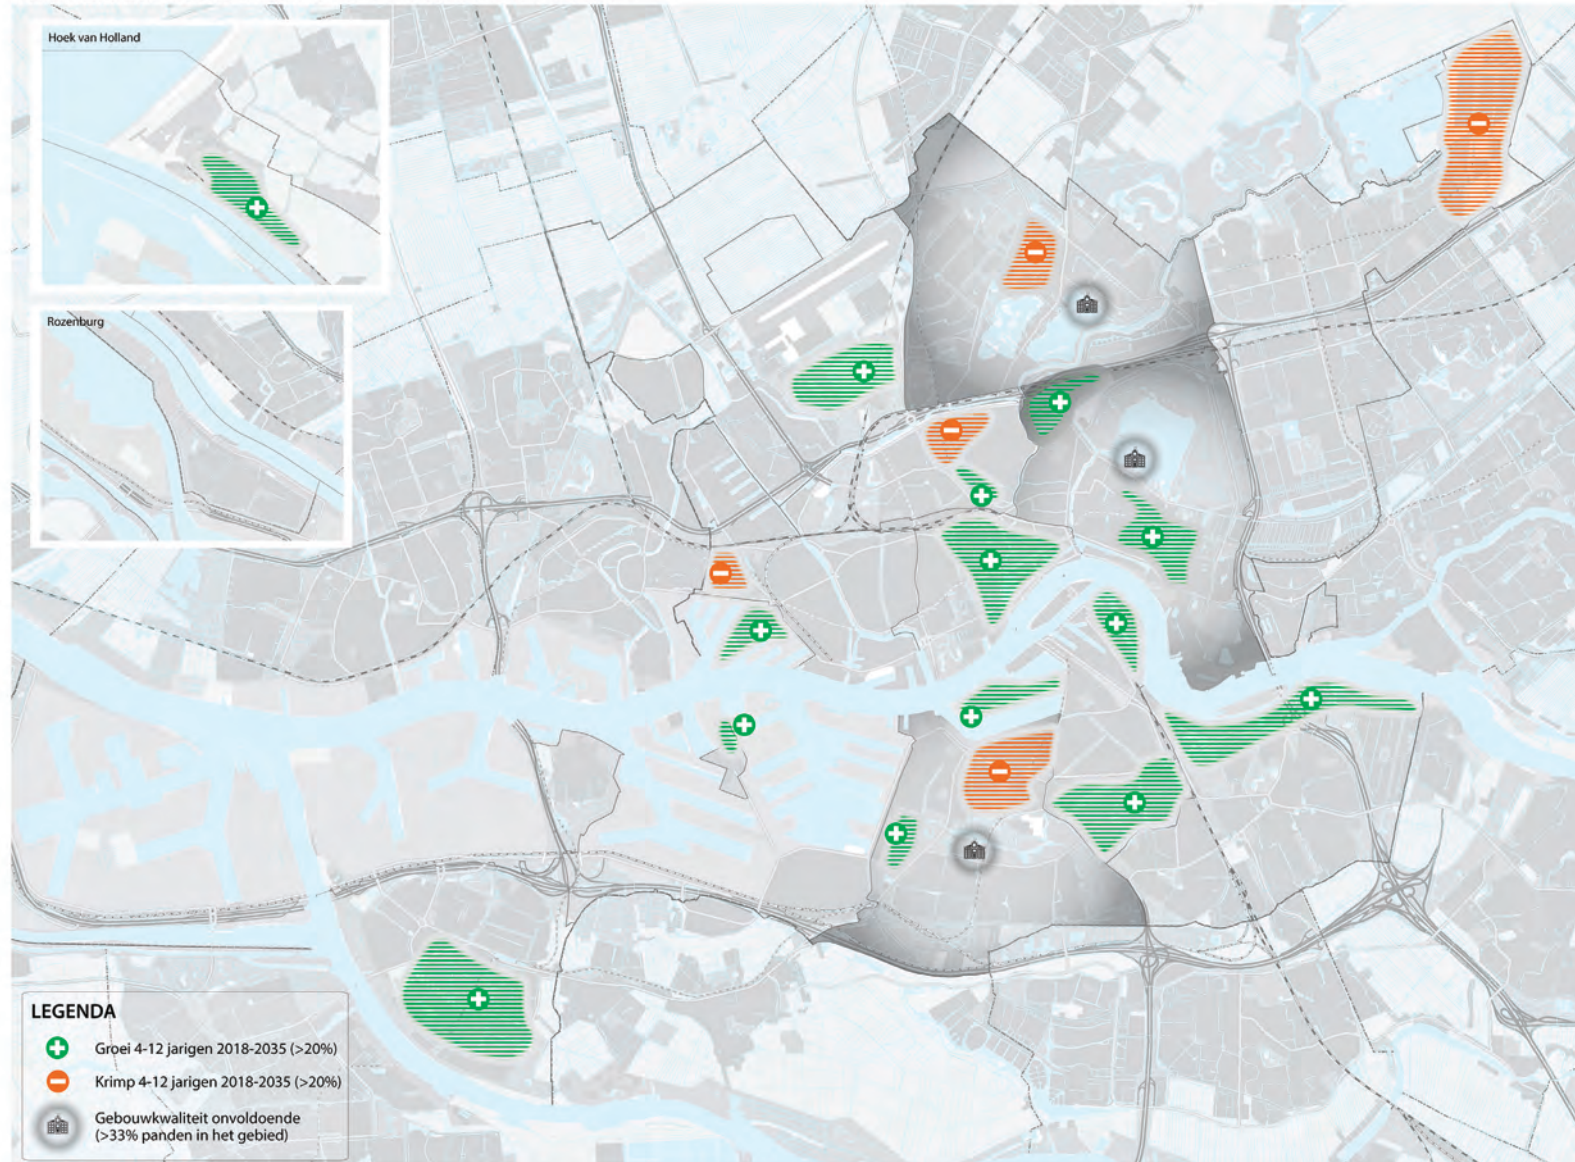 Hoek van Holland
Rozenburg
LEGENDA
Groei 4-12 jarigen 2018-2035 (>20%)
Krimp 4-12 jarigen 2018-2035 (>20%)
Gebouwkwaliteit onvoldoende
(>33% panden in het gebied)